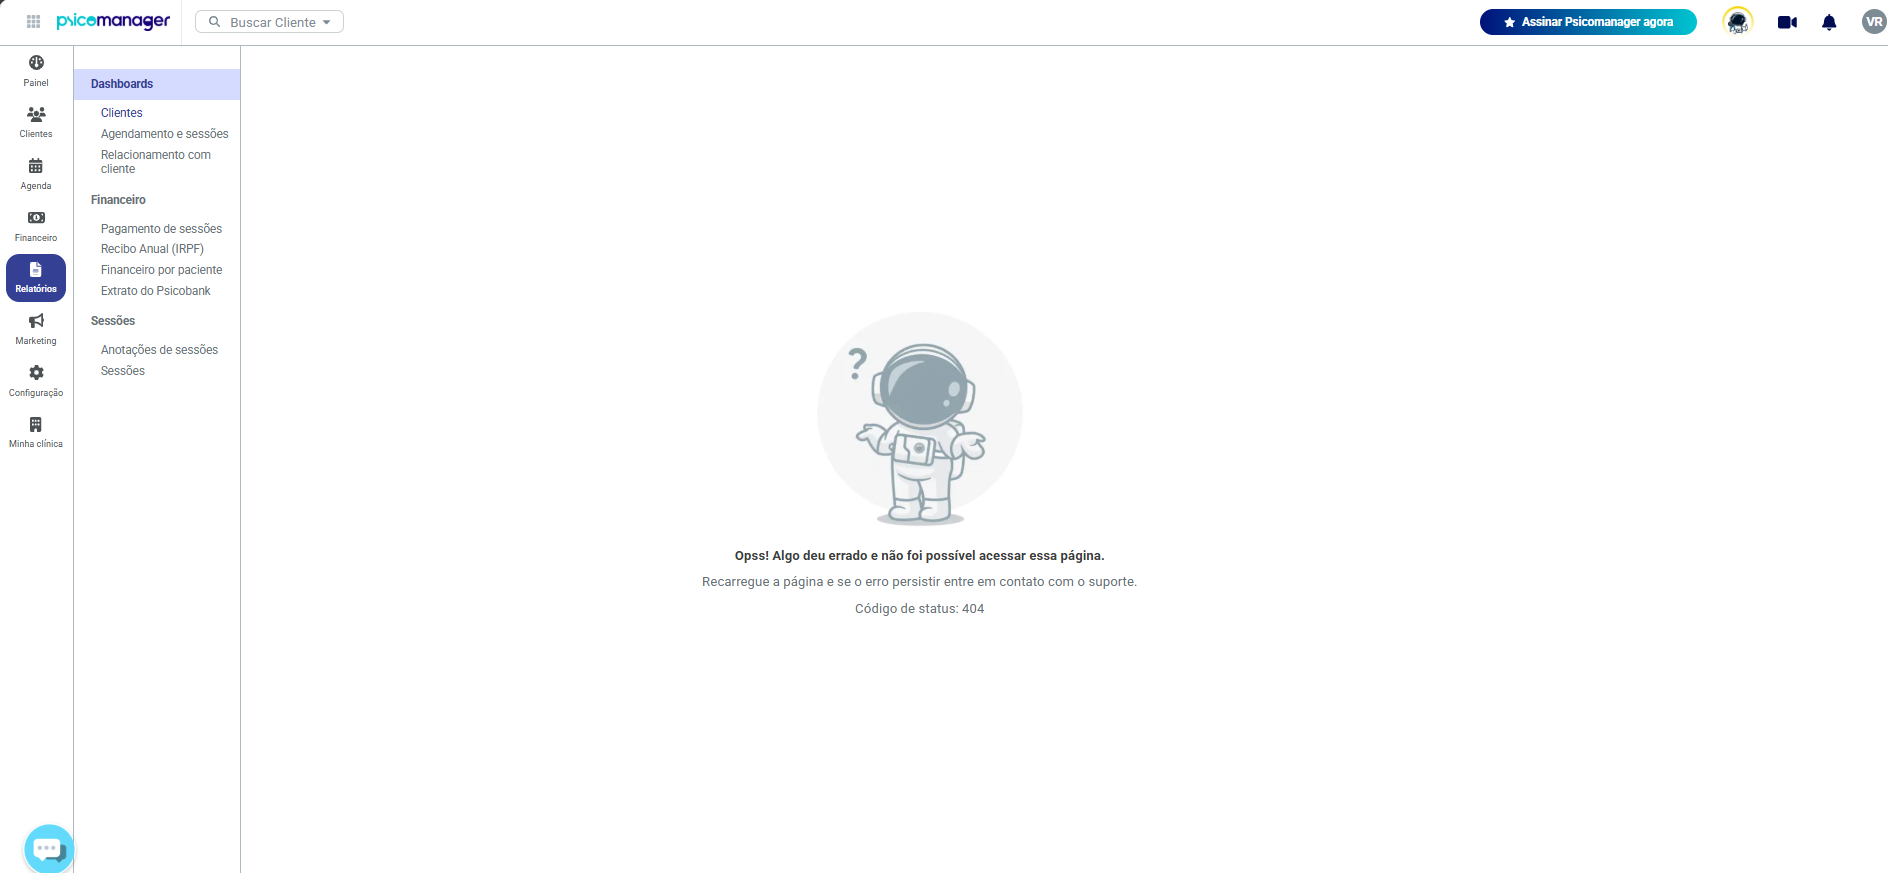 psicomanager
Buscar Cliente
Assinar Psicomanager agora
VR
Painel
Clientes
Agenda
Financeiro
Relatórios
Marketing
Configuração
Minha clínica
Dashboards
Clientes
Agendamento e sessões
Relacionamento com
cliente
Financeiro
Pagamento de sessões
Recibo Anual (IRPF)
Financeiro por paciente
Extrato do Psicobank
Sessões
Anotações de sessões
Sessões
?
Opss! Algo deu errado e não foi possível acessar essa página.
Recarregue a página e se o erro persistir entre em contato com o suporte.
Código de status: 404